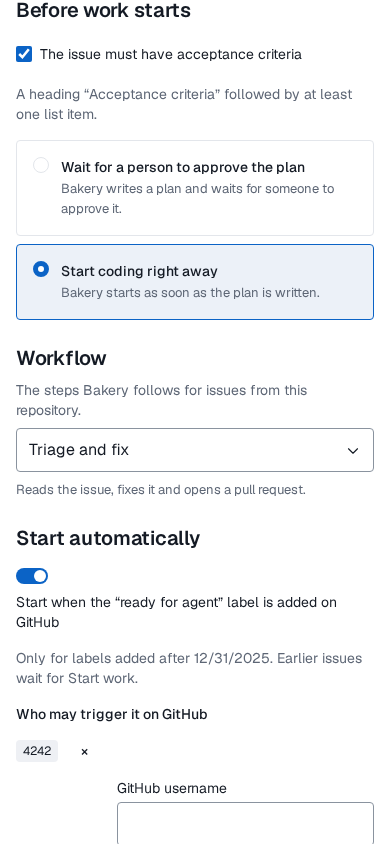 Before work starts
The issue must have acceptance criteria
A heading “Acceptance criteria” followed by at least
one list item.
Wait for a person to approve the plan
Bakery writes a plan and waits for someone to
approve it.
Start coding right away
Bakery starts as soon as the plan is written.
Workflow
The steps Bakery follows for issues from this
repository.
Triage and fix
Reads the issue, fixes it and opens a pull request.
Start automatically
Start when the “ready for agent” label is added on
GitHub
Only for labels added after 12/31/2025. Earlier issues
wait for Start work.
Who may trigger it on GitHub
4242 ×
GitHub username